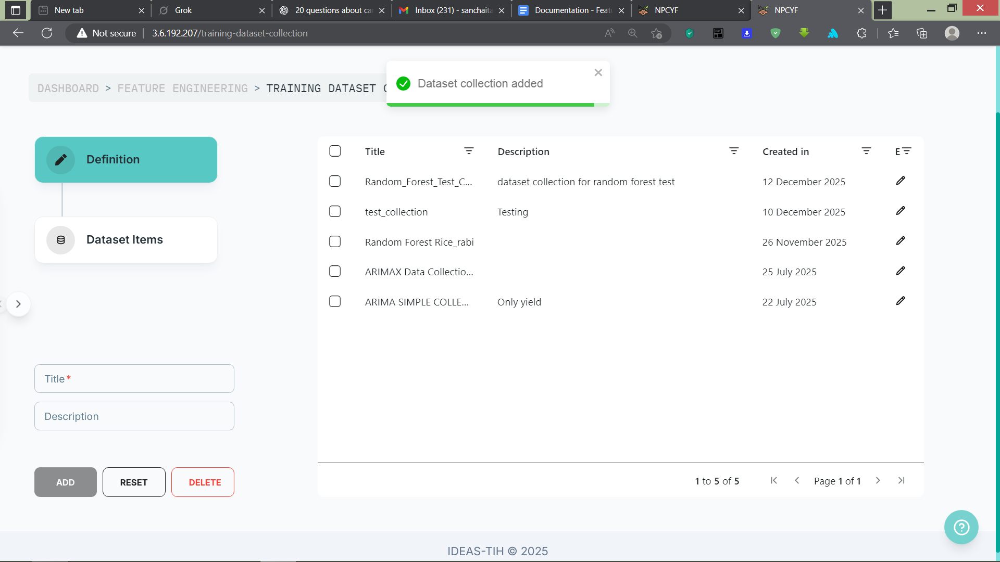 New tab
Grok
20 questions about ca
Inbox (231) - sanchaita
Documentation - Feat
NPCYF
NPCYF
Not secure
3.6.192.207/training-dataset-collection
Dataset collection added
DASHBOARD > FEATURE ENGINEERING > TRAINING DATASET
Definition
Dataset Items
Title*
Description
ADD
RESET
DELETE
Title Description Created in E
Random_Forest_Test_C... dataset collection for random forest test 12 December 2025
test_collection Testing 10 December 2025
Random Forest Rice_rabi 26 November 2025
ARIMAX Data Collectio... 25 July 2025
ARIMA SIMPLE COLLE... Only yield 22 July 2025
1 to 5 of 5 Page 1 of 1
IDEAS-TIH © 2025